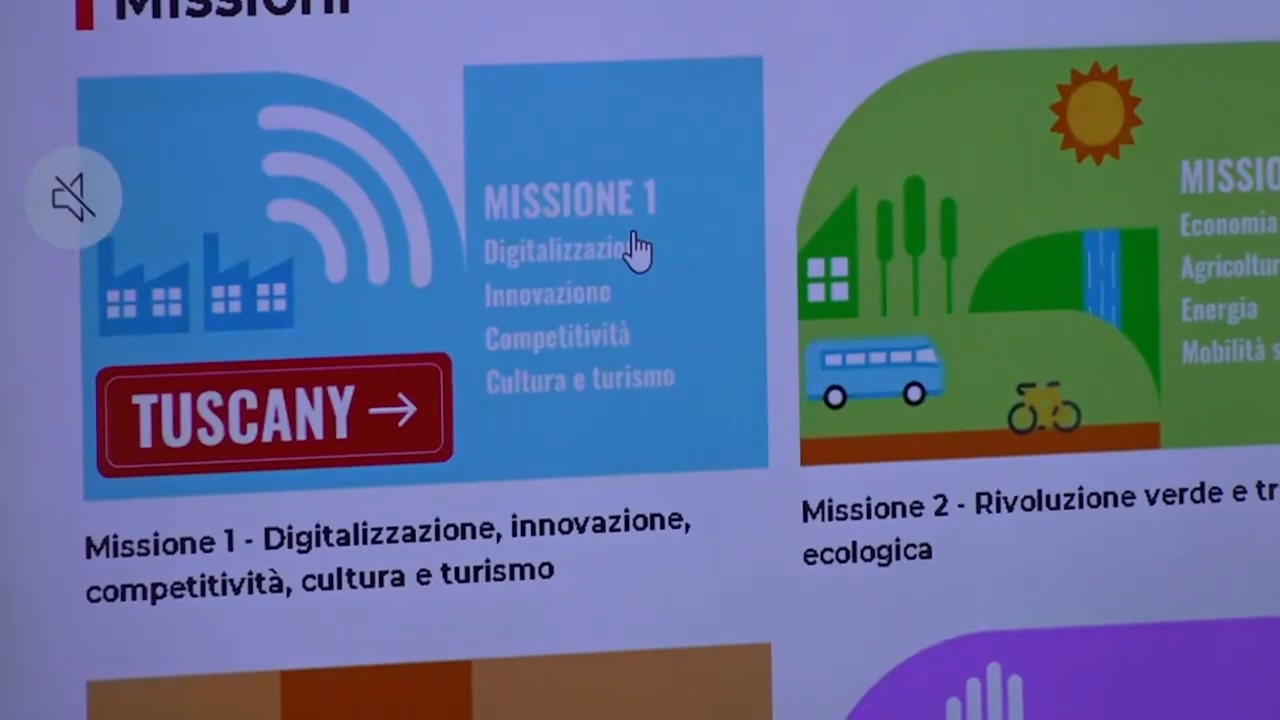 Missioni
MISSIONE 1
Digitalizzazio
Innovazione
Competitività
Cultura e turismo
TUSCANY →
Missione 1 - Digitalizzazione, innovazione,
competitività, cultura e turismo
MISSIO
Economia
Agricoltur
Energia
Mobilità s
Missione 2 - Rivoluzione verde e tr
ecologica